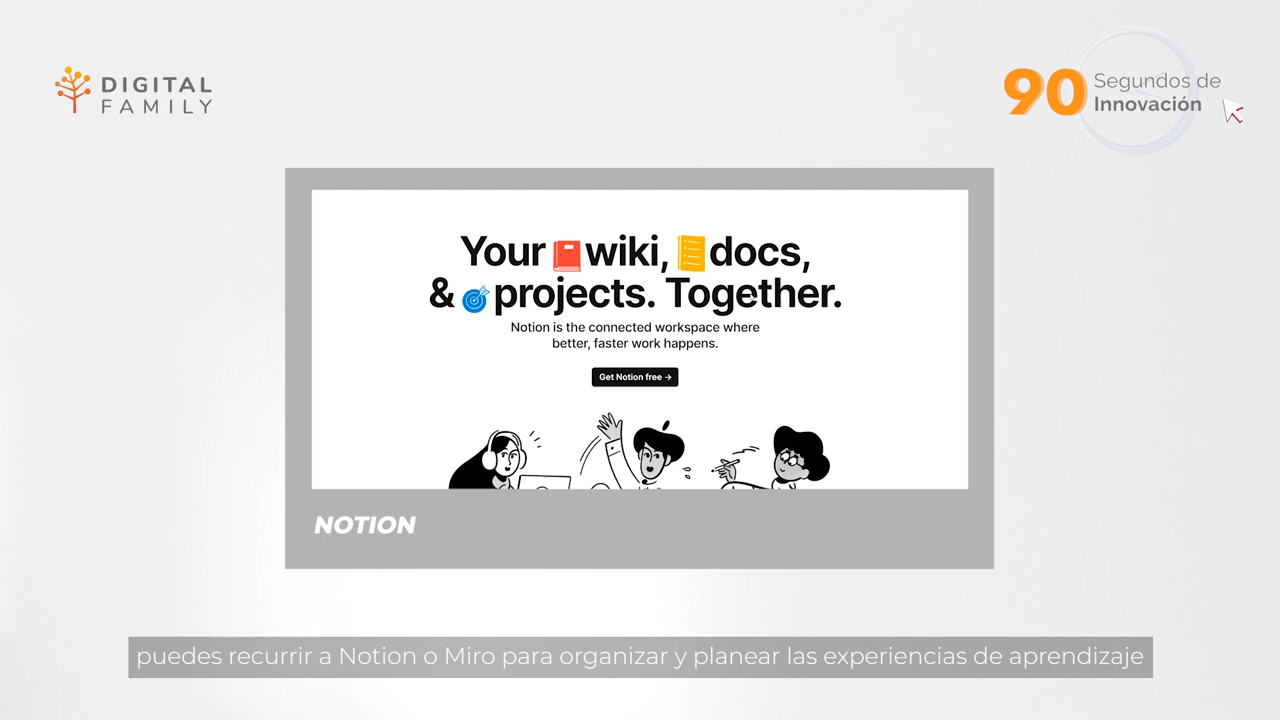 DIGITAL
FAMILY
90 Segundos de
Innovación
Your wiki, docs,
& projects. Together.
Notion is the connected workspace where
better, faster work happens.
Get Notion free →
NOTION
puedes recurrir a Notion o Miro para organizar y planear las experiencias de aprendizaje